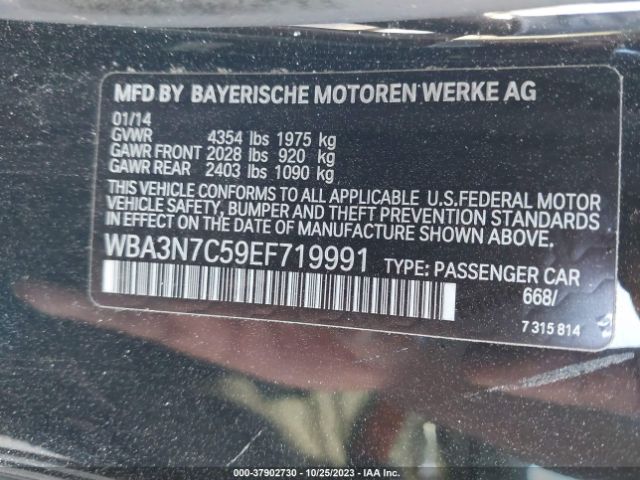 MFD BY BAYERISCHE MOTOREN WERKE AG
01/14
GVWR 4354 lbs 1975 kg
GAWR FRONT 2028 lbs 920 kg
GAWR REAR 2403 lbs 1090 kg
THIS VEHICLE CONFORMS TO ALL APPLICABLE U.S.FEDERAL MOTOR
VEHICLE SAFETY, BUMPER AND THEFT PREVENTION STANDARDS
IN EFFECT ON THE DATE OF MANUFACTURE SHOWN ABOVE.
WBA3N7C59EF719991 TYPE: PASSENGER CAR
668/
7 315 814
000-37902730 - 10/25/2023 - IAA Inc.